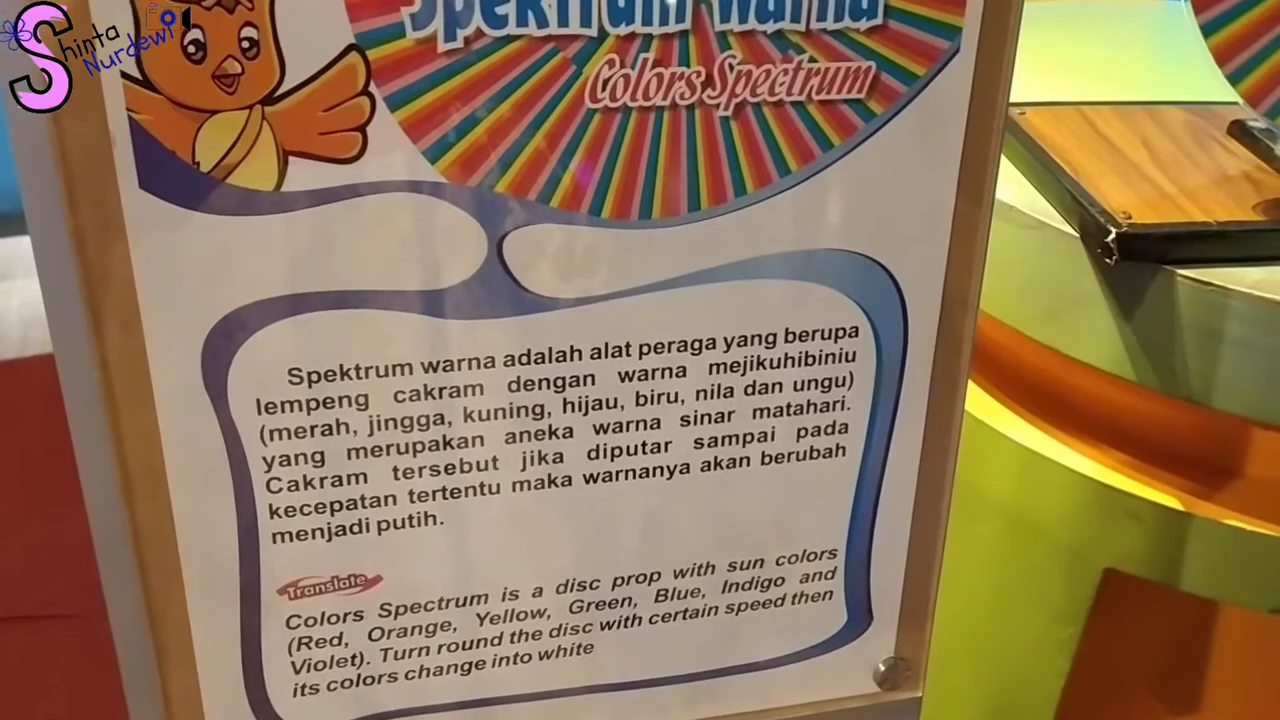 Shinta
Nurdewi
Spektrum Warna
Colors Spectrum
Spektrum warna adalah alat peraga yang berupa
lempeng cakram dengan warna mejikuhibiniu
(merah, jingga, kuning, hijau, biru, nila dan ungu)
yang merupakan aneka warna sinar matahari.
Cakram tersebut jika diputar sampai pada
kecepatan tertentu maka warnanya akan berubah
menjadi putih.
Translate
Colors Spectrum is a disc prop with sun colors
(Red, Orange, Yellow, Green, Blue, Indigo and
Violet). Turn round the disc with certain speed then
its colors change into white